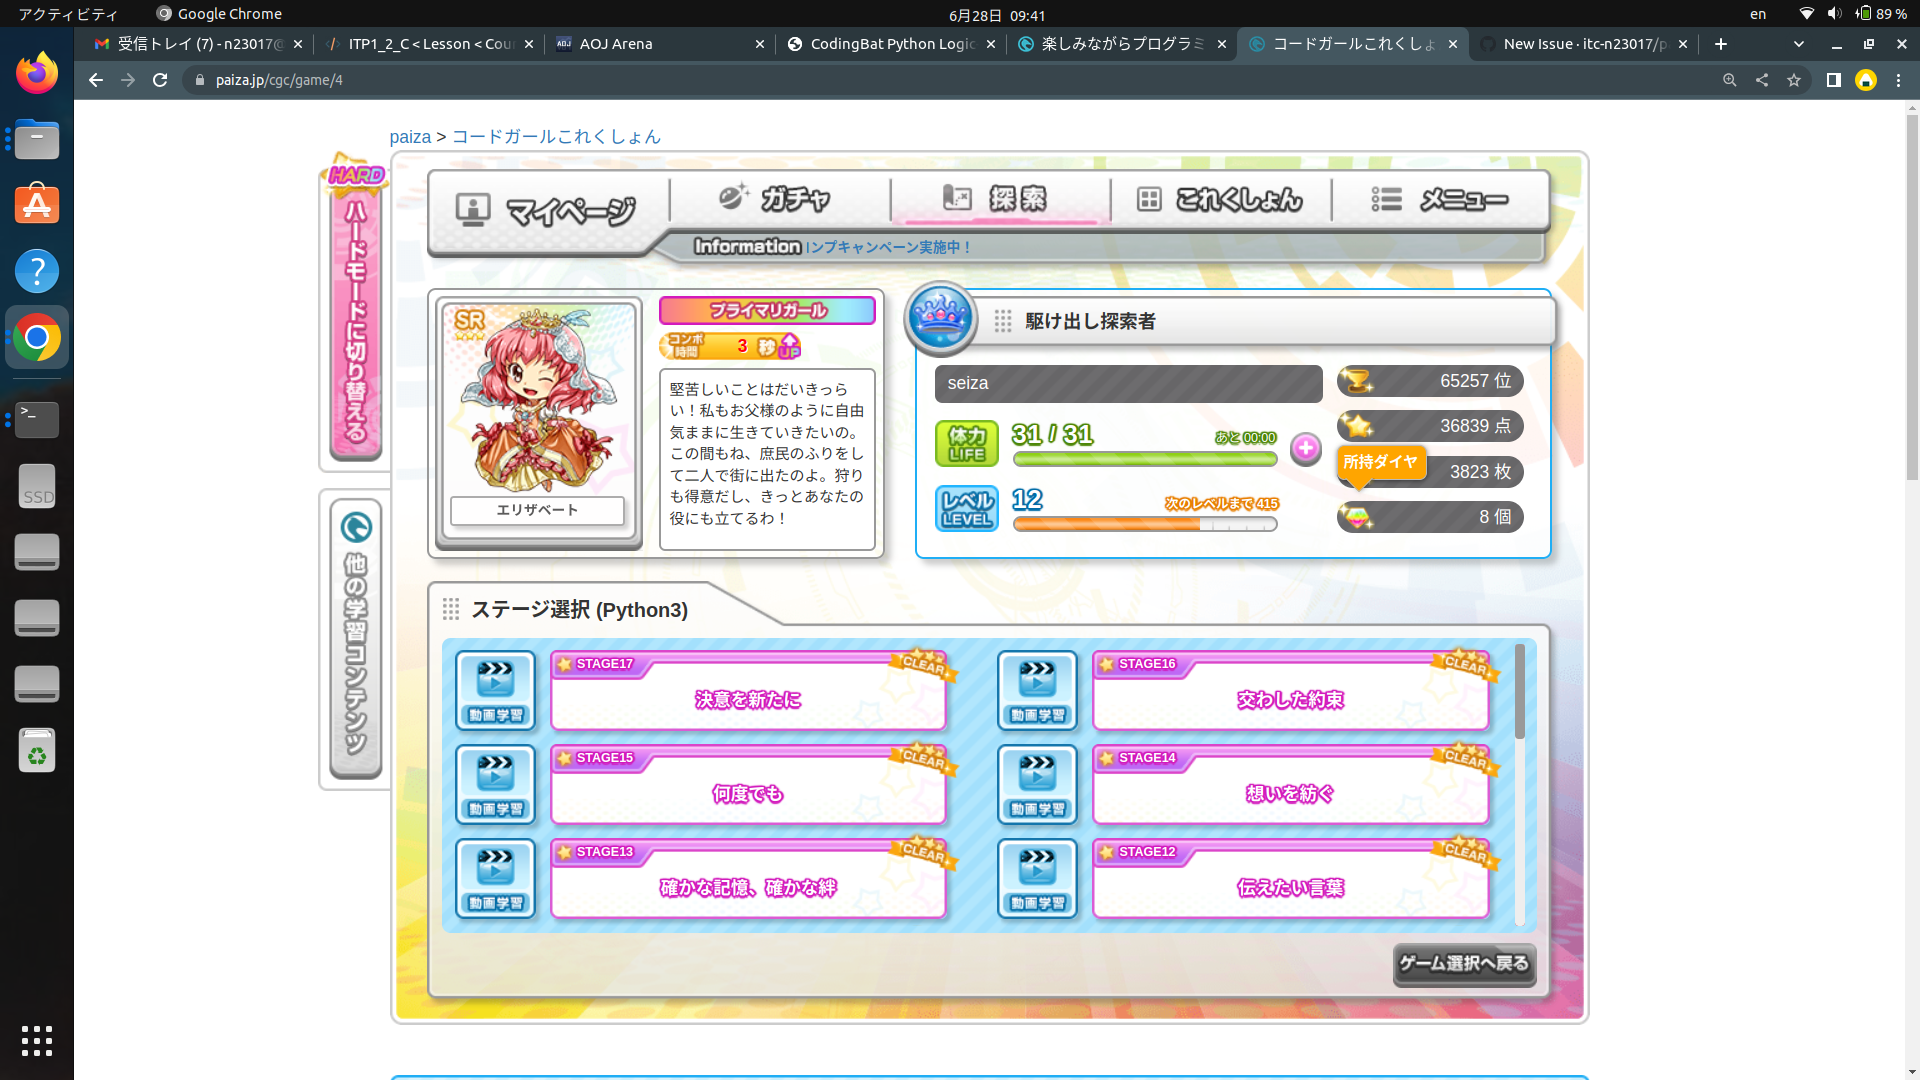 アクティビティ
Google Chrome
6月28日 09:41
en
89 %
受信トレイ (7) - n23017@
ITP1_2_C < Lesson < Cou
AOJ AOJ Arena
CodingBat Python Logic
楽しみながらプログラミ
コードガールこれくしょ
New Issue · itc-n23017/p
paiza.jp/cgc/game/4
paiza > コードガールこれくしょん
HARD
ハードモードに切り替える
他の学習コンテンツ
マイページ
ガチャ
探索
これくしょん
メニュー
Information
ンプキャンペーン実施中！
SR
エリザベート
プライマリガール
コンボ時間 3 秒 UP
堅苦しいことはだいきっら
い！私もお父様のように自由
気ままに生きていきたいの。
この間もね、庶民のふりをし
て二人で街に出たのよ。狩り
も得意だし、きっとあなたの
役にも立てるわ！
駆け出し探索者
seiza
65257 位
体力 LIFE
31 / 31
あと 00:00
36839 点
所持ダイヤ
3823 枚
レベル LEVEL
12
次のレベルまで 415
8 個
ステージ選択 (Python3)
動画学習
STAGE17
CLEAR
決意を新たに
動画学習
STAGE16
CLEAR
交わした約束
動画学習
STAGE15
CLEAR
何度でも
動画学習
STAGE14
CLEAR
想いを紡ぐ
動画学習
STAGE13
CLEAR
確かな記憶、確かな絆
動画学習
STAGE12
CLEAR
伝えたい言葉
ゲーム選択へ戻る
SSD